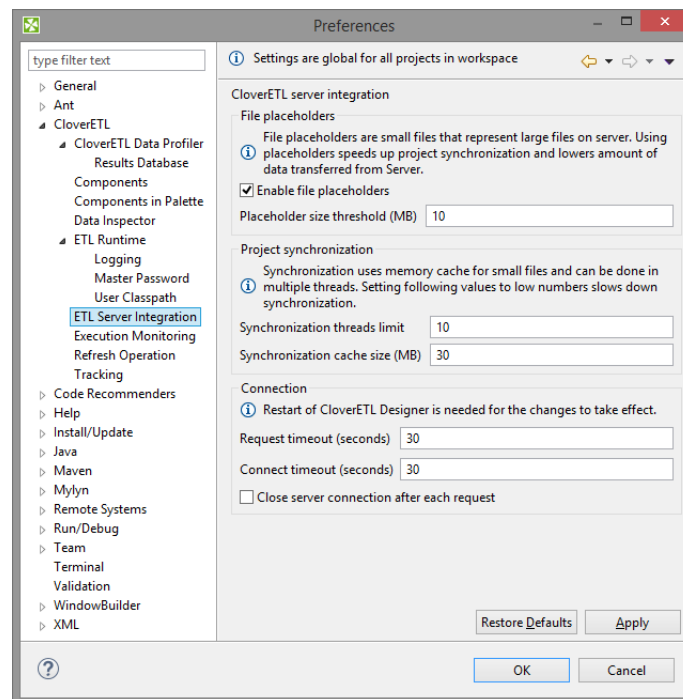 Preferences
type filter text
General
Ant
CloverETL
CloverETL Data Profiler
Results Database
Components
Components in Palette
Data Inspector
ETL Runtime
Logging
Master Password
User Classpath
ETL Server Integration
Execution Monitoring
Refresh Operation
Tracking
Code Recommenders
Help
Install/Update
Java
Maven
Mylyn
Remote Systems
Run/Debug
Team
Terminal
Validation
WindowBuilder
XML
Settings are global for all projects in workspace
CloverETL server integration
File placeholders
File placeholders are small files that represent large files on server. Using
placeholders speeds up project synchronization and lowers amount of
data transferred from Server.
Enable file placeholders
Placeholder size threshold (MB) 10
Project synchronization
Synchronization uses memory cache for small files and can be done in
multiple threads. Setting following values to low numbers slows down
synchronization.
Synchronization threads limit 10
Synchronization cache size (MB) 30
Connection
Restart of CloverETL Designer is needed for the changes to take effect.
Request timeout (seconds) 30
Connect timeout (seconds) 30
Close server connection after each request
Restore Defaults Apply
OK Cancel